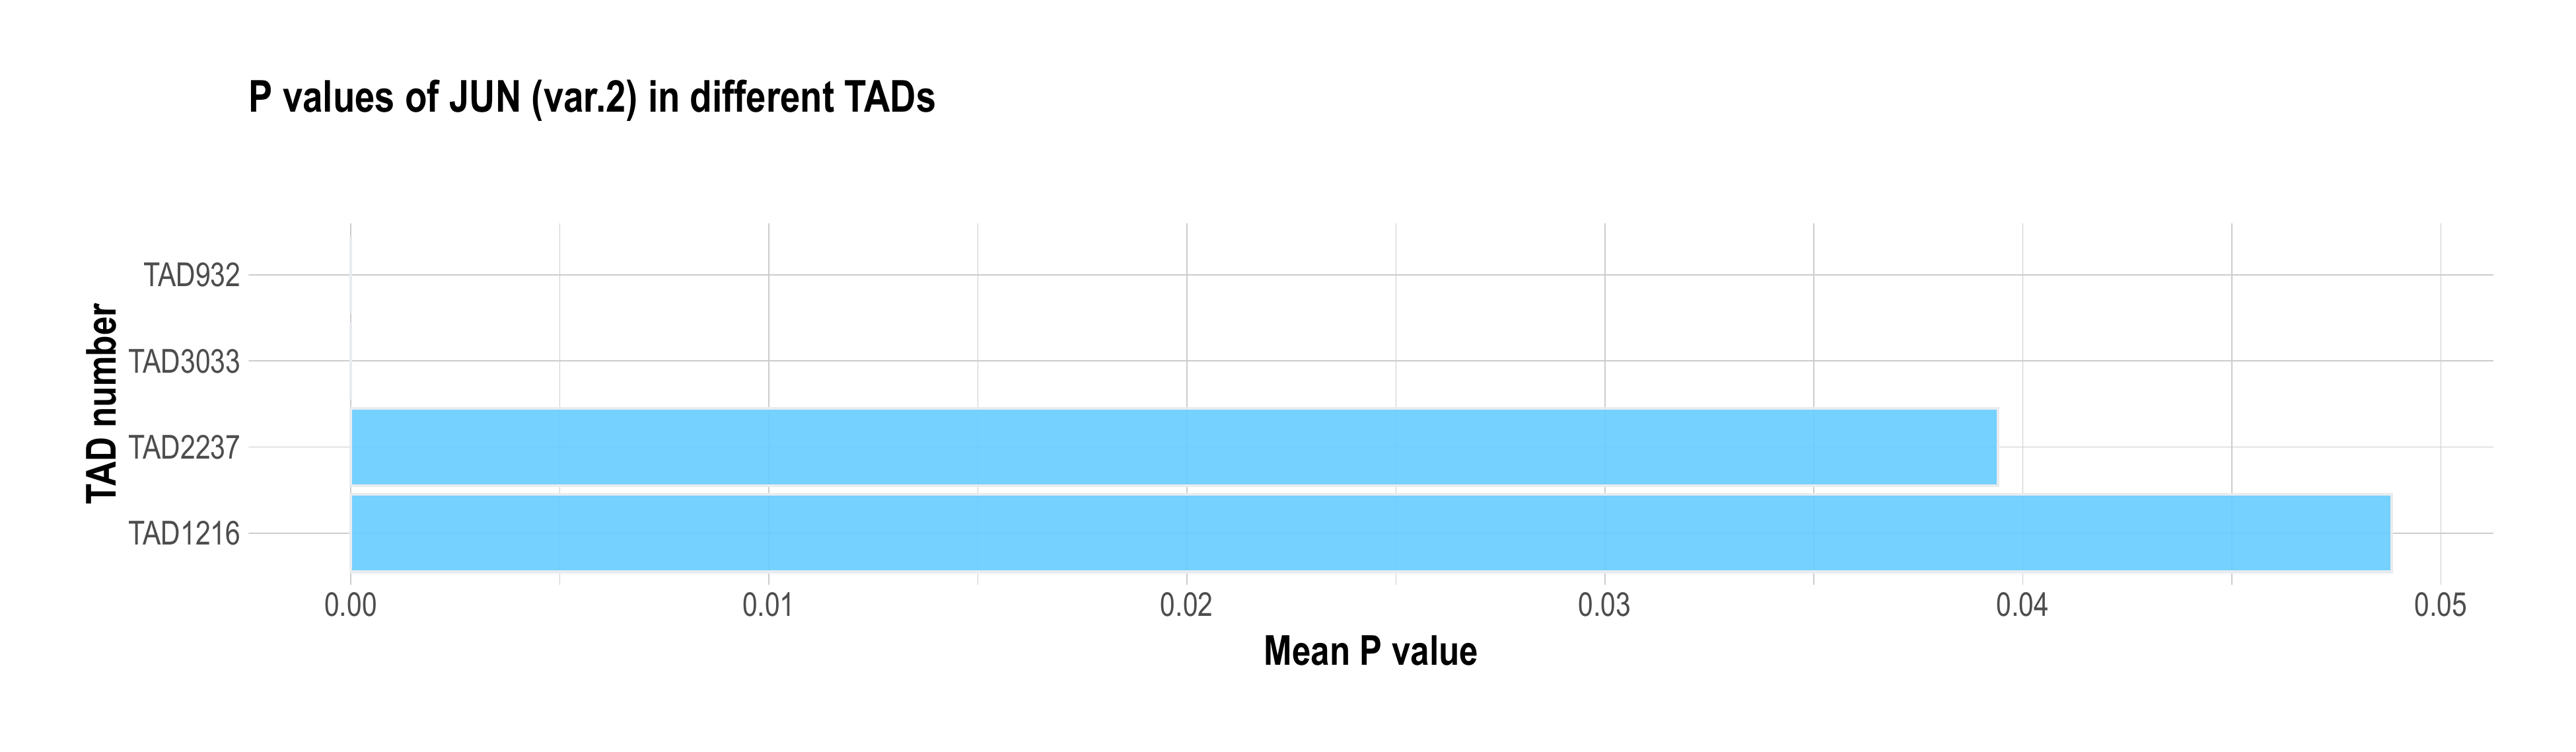 P values of JUN (var.2) in different TADs
TAD number
TAD932
TAD3033
TAD2237
TAD1216
0.00 0.01 0.02 0.03 0.04 0.05
Mean P value